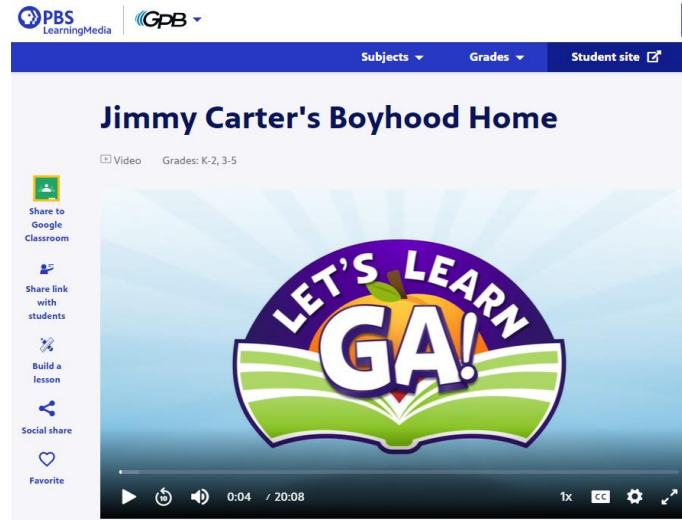 PBS
LearningMedia
GPB
Subjects
Grades
Student site
Jimmy Carter's Boyhood Home
Video
Grades: K-2, 3-5
Share to
Google
Classroom
Share link
with
students
Build a
lesson
Social share
Favorite
LET'S LEARN
GA!
10
0:04 / 20:08
1x
CC